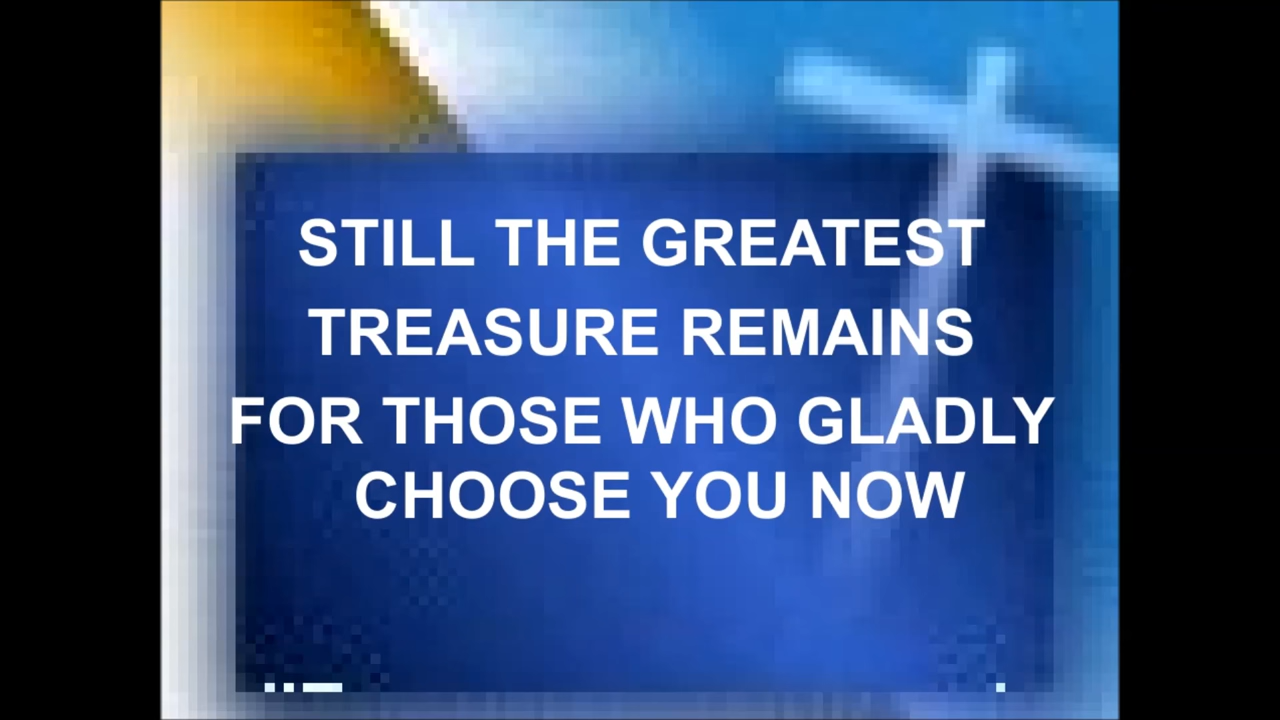 STILL THE GREATEST
TREASURE REMAINS
FOR THOSE WHO GLADLY
CHOOSE YOU NOW